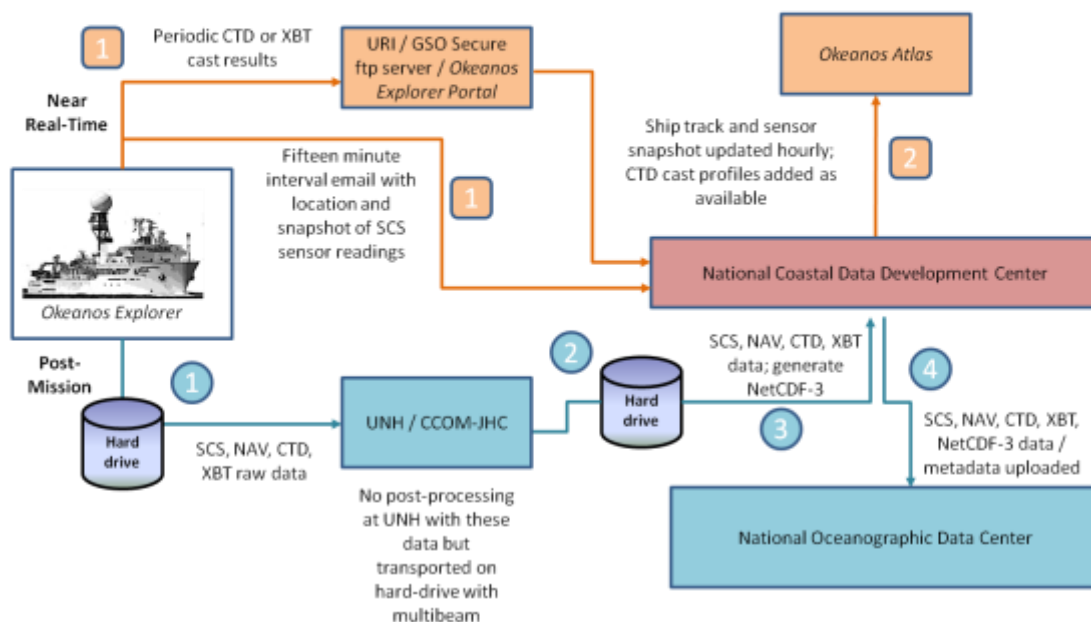 1
Periodic CTD or XBT
cast results
URI / GSO Secure
ftp server / Okeanos
Explorer Portal
Okeanos Atlas
Near
Real-Time
Fifteen minute
interval email with
location and
snapshot of SCS
sensor readings
1
Ship track and sensor
snapshot updated hourly;
CTD cast profiles added as
available
2
National Coastal Data Development Center
Okeanos Explorer
Post-
Mission
1
Hard
drive
SCS, NAV, CTD,
XBT raw data
UNH / CCOM-JHC
No post-processing
at UNH with these
data but
transported on
hard-drive with
multibeam
2
Hard
drive
SCS, NAV, CTD, XBT
data; generate
NetCDF-3
3
4
SCS, NAV, CTD, XBT,
NetCDF-3 data /
metadata uploaded
National Oceanographic Data Center